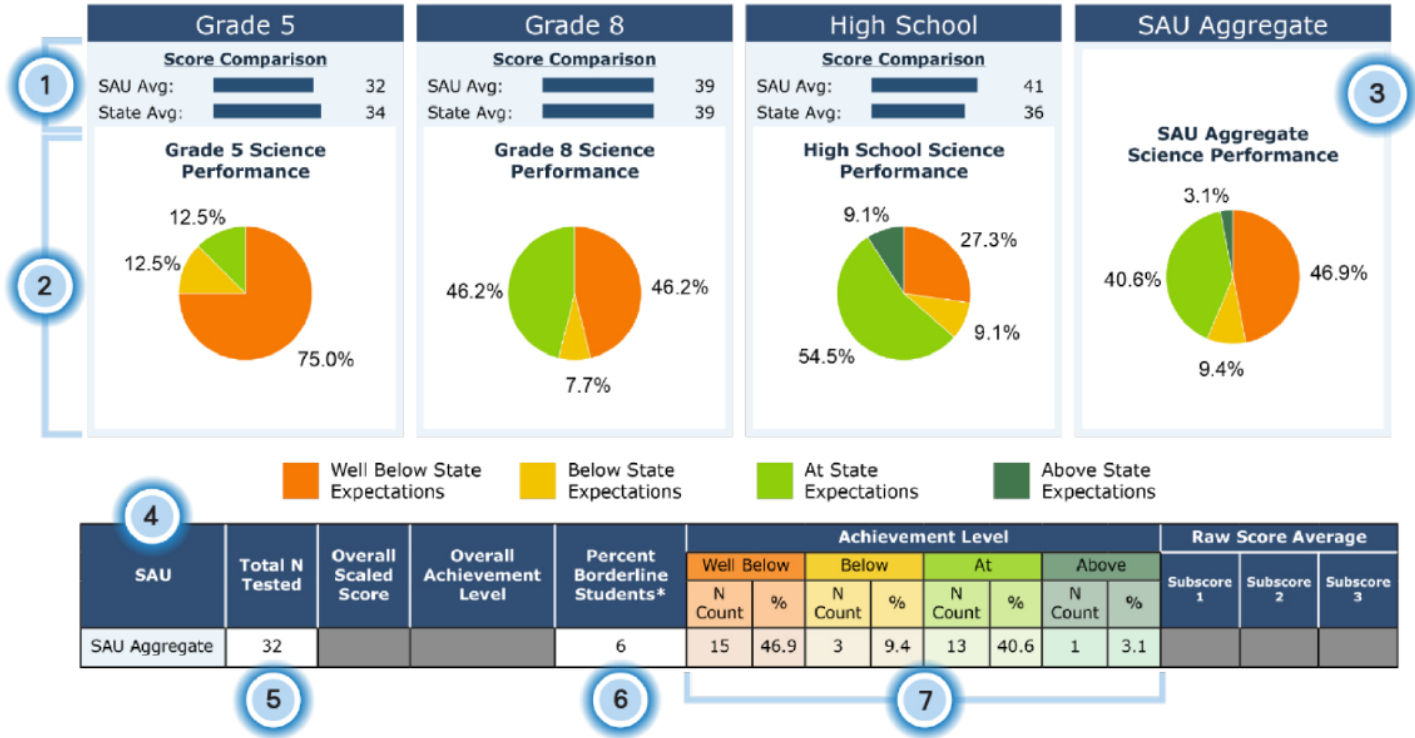 Grade 5
Grade 8
High School
SAU Aggregate
1
Score Comparison
SAU Avg: 32
State Avg: 34
Score Comparison
SAU Avg: 39
State Avg: 39
Score Comparison
SAU Avg: 41
State Avg: 36
3
2
Grade 5 Science
Performance
12.5%
12.5%
75.0%
Grade 8 Science
Performance
46.2%
46.2%
7.7%
High School Science
Performance
9.1%
27.3%
9.1%
54.5%
SAU Aggregate
Science Performance
3.1%
40.6%
46.9%
9.4%
Well Below State
Expectations
Below State
Expectations
At State
Expectations
Above State
Expectations
4
SAU
Total N
Tested
Overall
Scaled
Score
Overall
Achievement
Level
Percent
Borderline
Students*
Achievement Level
Raw Score Average
Well Below
Below
At
Above
N
Count
%
N
Count
%
N
Count
%
N
Count
%
Subscore
1
Subscore
2
Subscore
3
SAU Aggregate 32 6 15 46.9 3 9.4 13 40.6 1 3.1
5
6
7